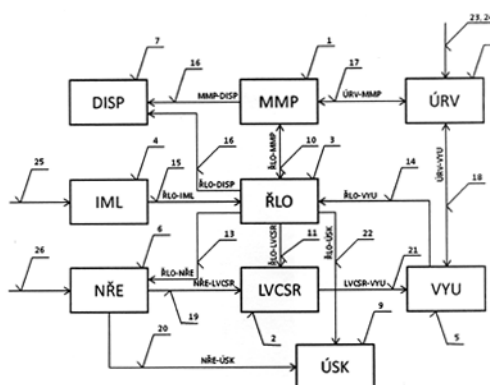 7
1
23, 24
16
17
DISP
MMP-DISP
MMP
ÚRV-MMP
ÚRV
16
ŘLO-MMP
10
3
14
ÚRV-VYU
25
4
15
ŘLO-DISP
18
IML
ŘLO-IML
ŘLO
ŘLO-VYU
26
6
13
ŘLO-LVCSR
11
ŘLO-ÚSK
22
21
ŘLO-NŘE
NŘE
NŘE-LVCSR
LVCSR
LVCSR-VYU
VYU
19
20
2
9
5
NŘE-ÚSK
ÚSK